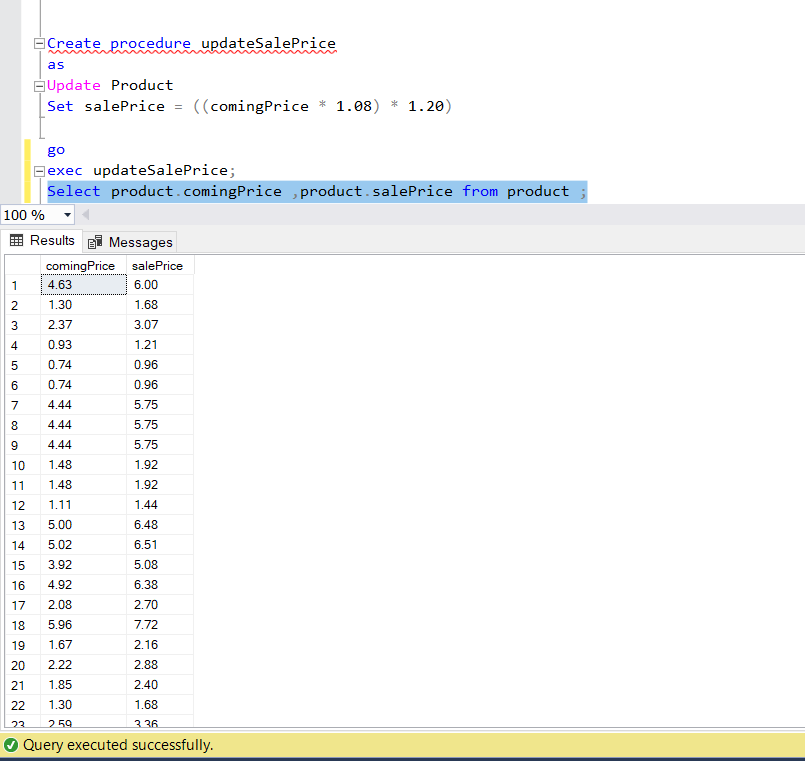 Create procedure updateSalePrice
as
Update Product
Set salePrice = ((comingPrice * 1.08) * 1.20)
go
exec updateSalePrice;
Select product.comingPrice ,product.salePrice from product ;
100 %
Results Messages
comingPrice salePrice
1 4.63 6.00
2 1.30 1.68
3 2.37 3.07
4 0.93 1.21
5 0.74 0.96
6 0.74 0.96
7 4.44 5.75
8 4.44 5.75
9 4.44 5.75
10 1.48 1.92
11 1.48 1.92
12 1.11 1.44
13 5.00 6.48
14 5.02 6.51
15 3.92 5.08
16 4.92 6.38
17 2.08 2.70
18 5.96 7.72
19 1.67 2.16
20 2.22 2.88
21 1.85 2.40
22 1.30 1.68
23 2.59 3.36
Query executed successfully.